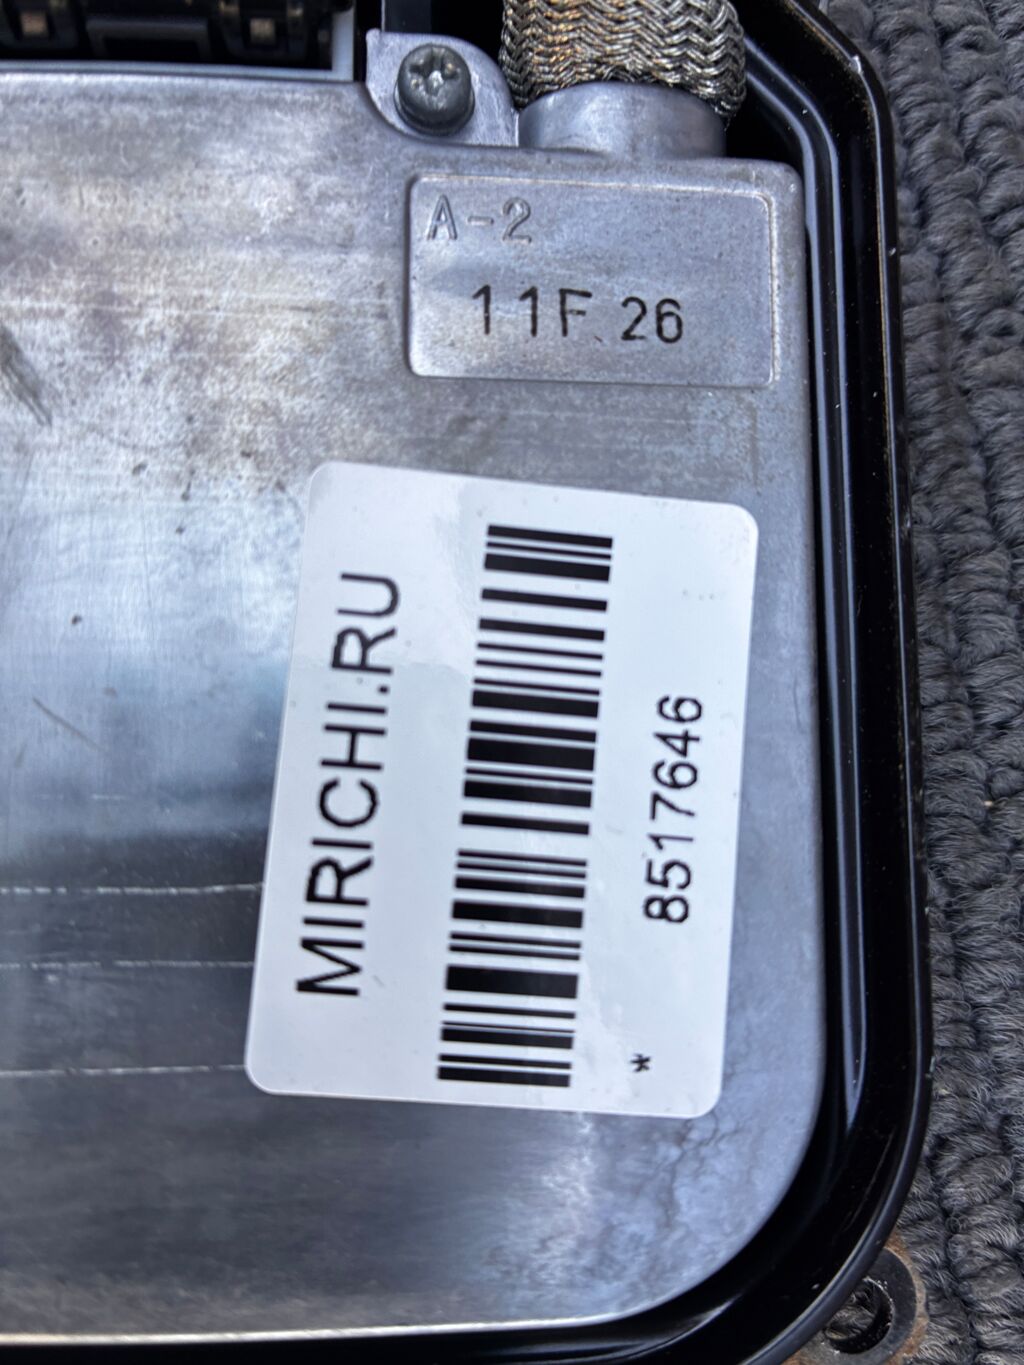 A-2
11F 26
MIRICHI.RU
8517646
*